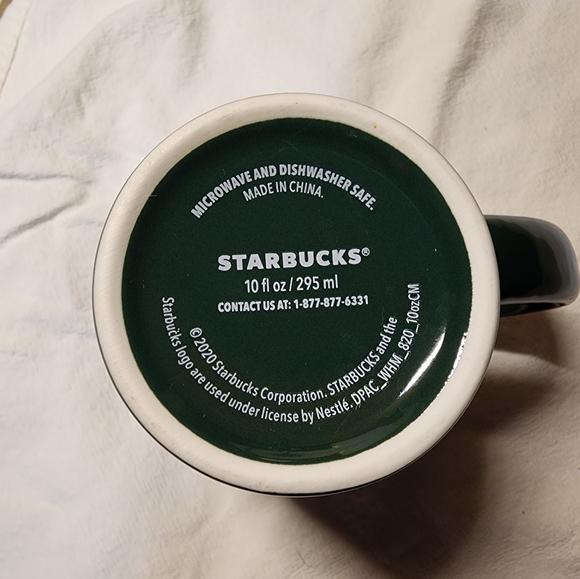 MICROWAVE AND DISHWASHER SAFE.
MADE IN CHINA.
STARBUCKS®
10 fl oz / 295 ml
CONTACT US AT: 1-877-877-6331
© 2020 Starbucks Corporation. STARBUCKS and the
Starbucks logo are used under license by Nestlé. DPAC_WHM_820_10ozCM